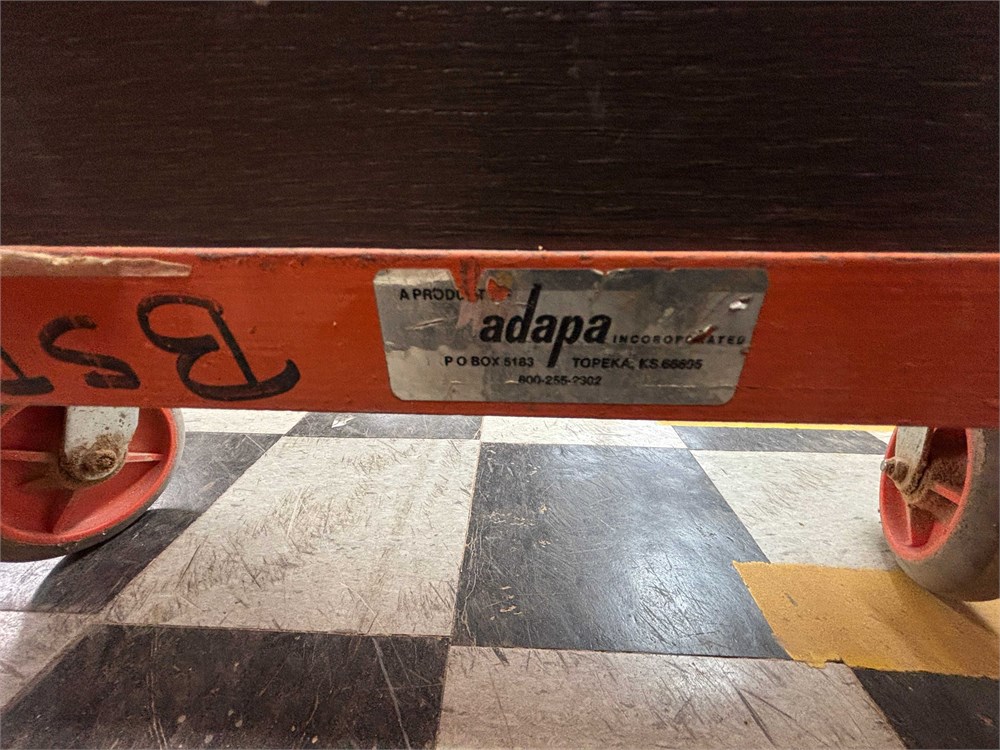 A PRODUCT
adapa INCORPORATED
P O BOX 5183 TOPEKA, KS 66605
800-255-2302